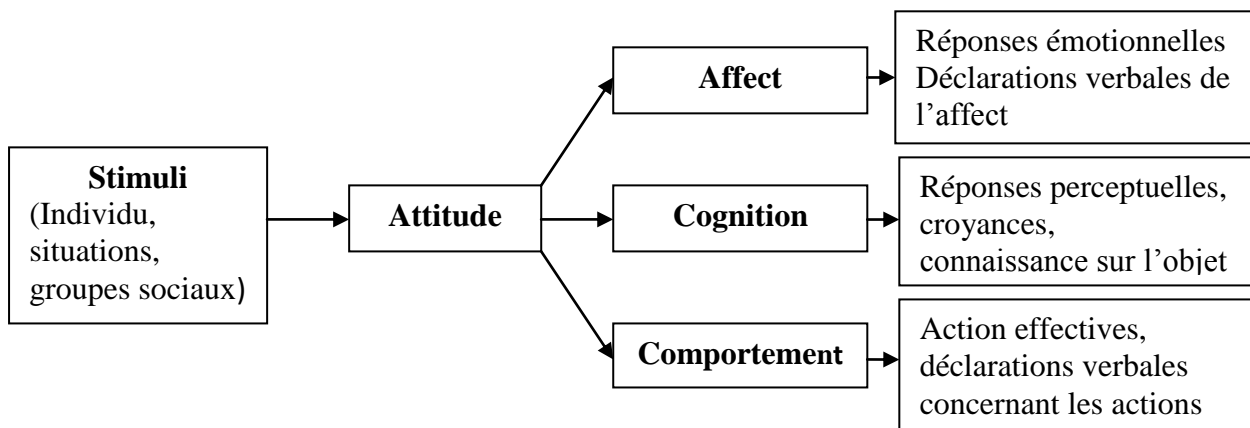 Stimuli
(Individu,
situations,
groupes sociaux)
Attitude
Affect
Réponses émotionnelles
Déclarations verbales de
l’affect
Cognition
Réponses perceptuelles,
croyances,
connaissance sur l’objet
Comportement
Action effectives,
déclarations verbales
concernant les actions